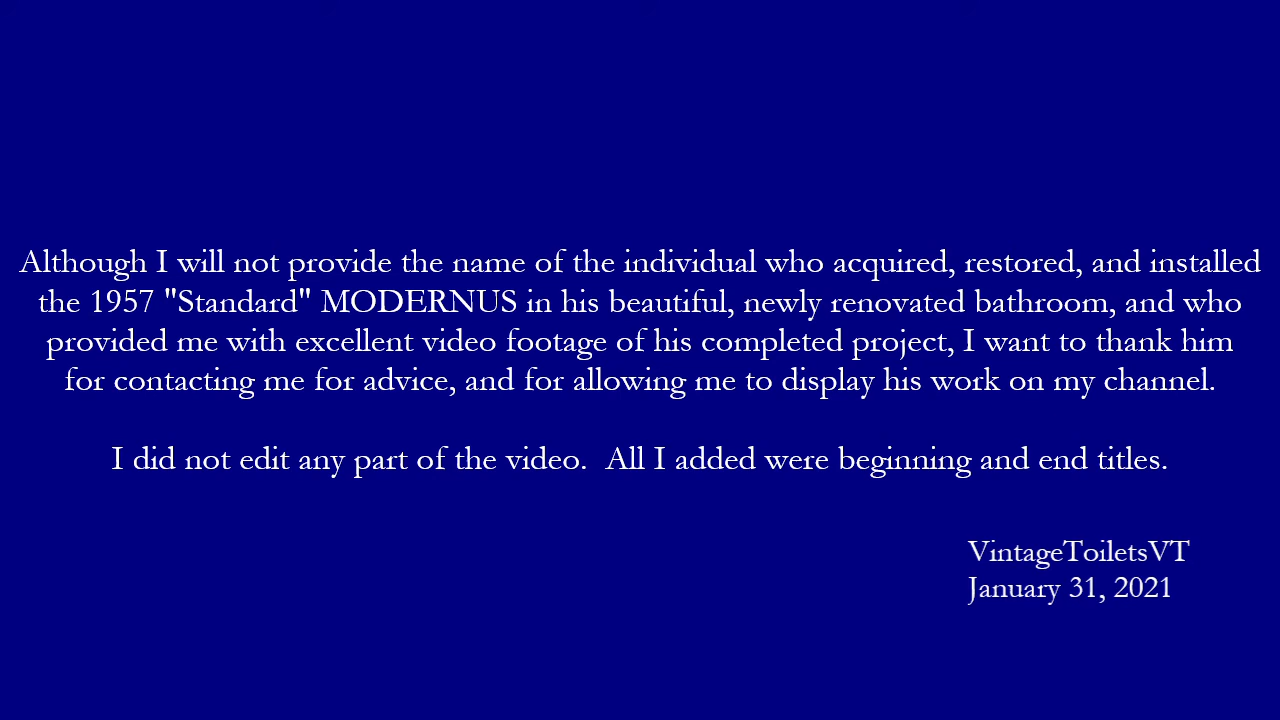 Although I will not provide the name of the individual who acquired, restored, and installed
the 1957 "Standard" MODERNUS in his beautiful, newly renovated bathroom, and who
provided me with excellent video footage of his completed project, I want to thank him
for contacting me for advice, and for allowing me to display his work on my channel.
I did not edit any part of the video.  All I added were beginning and end titles.
VintageToiletsVT
January 31, 2021